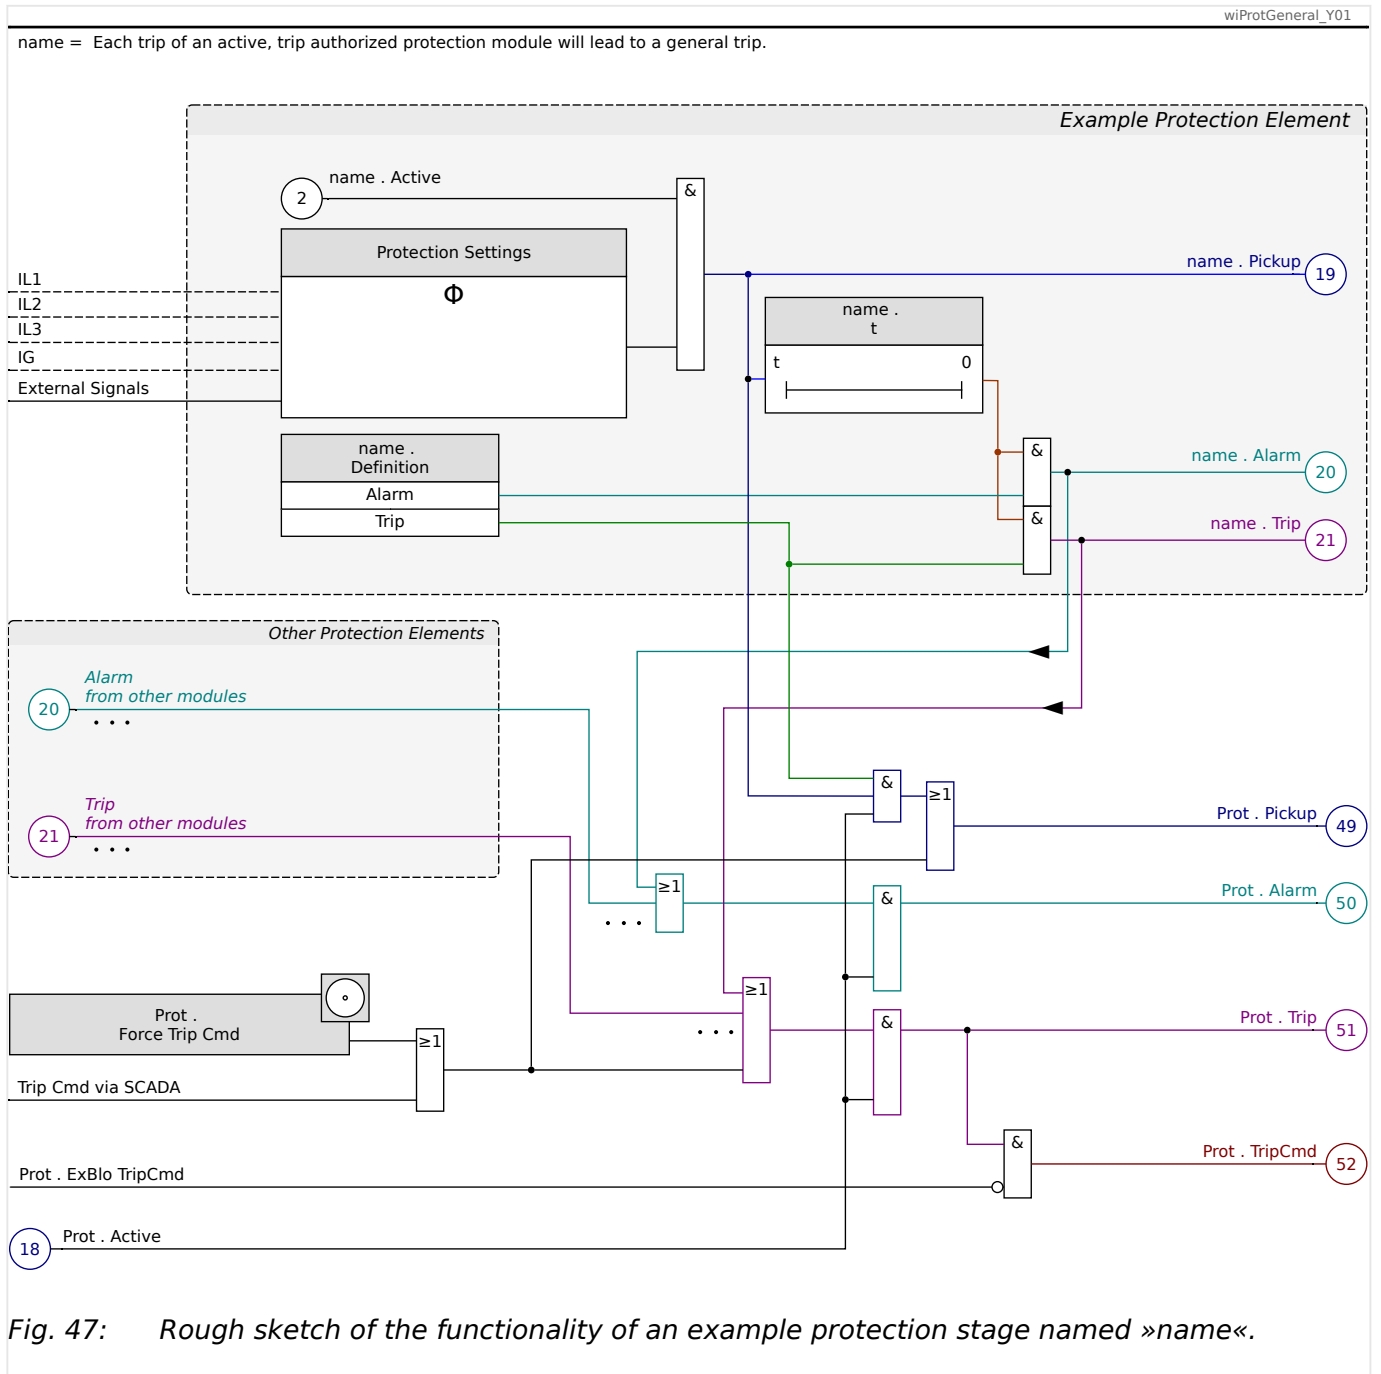 wiProtGeneral_Y01
name = Each trip of an active, trip authorized protection module will lead to a general trip.
Example Protection Element
name . Active
2
&
Protection Settings
Φ
name . Pickup
19
IL1
IL2
IL3
IG
External Signals
name .
t
t 0
name .
Definition
Alarm
Trip
&
name . Alarm
20
&
name . Trip
21
Other Protection Elements
Alarm
from other modules
20
. . .
Trip
from other modules
21
. . .
&
≥1
Prot . Pickup
49
≥1
. . .
&
Prot . Alarm
50
Prot .
Force Trip Cmd
≥1
Trip Cmd via SCADA
≥1
. . .
&
Prot . Trip
51
&
Prot . TripCmd
52
Prot . ExBlo TripCmd
18
Prot . Active
Fig. 47: Rough sketch of the functionality of an example protection stage named »name«.